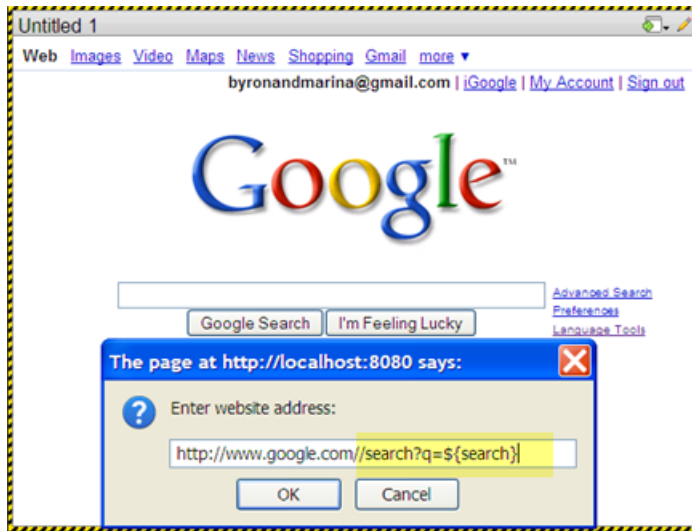 Untitled 1
Web Images Video Maps News Shopping Gmail more ▼
byronandmarina@gmail.com | iGoogle | My Account | Sign out
Google™
Advanced Search
Preferences
Language Tools
Google Search I'm Feeling Lucky
The page at http://localhost:8080 says:
Enter website address:
http://www.google.com//search?q=${search}
OK Cancel